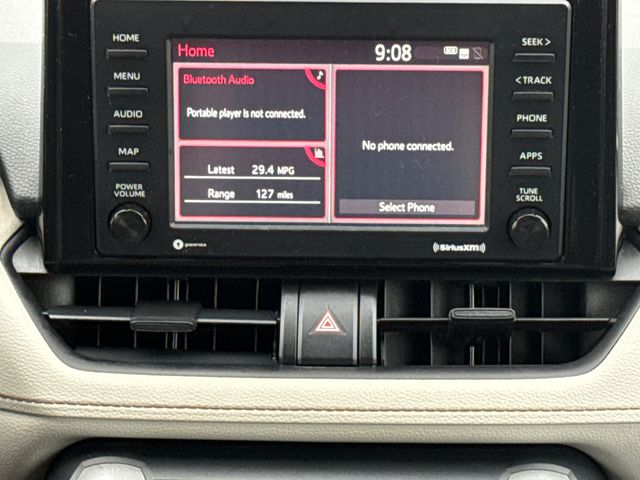 HOME
MENU
AUDIO
MAP
POWER
VOLUME
Home
9:08
Bluetooth Audio
Portable player is not connected.
Latest 29.4 MPG
Range 127 miles
No phone connected.
Select Phone
SEEK >
< TRACK
PHONE
APPS
TUNE
SCROLL
gracenote
((SiriusXM))